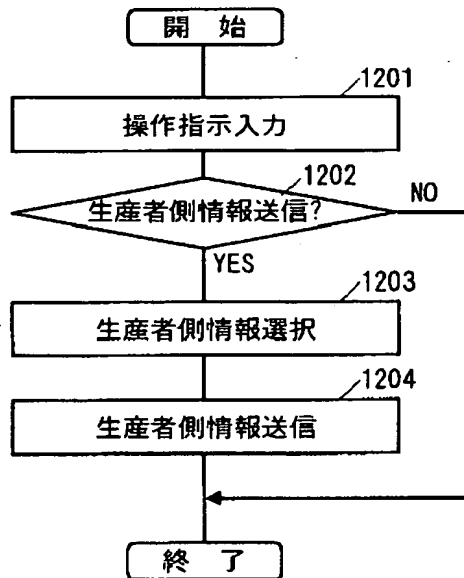 開 始
1201
操作指示入力
1202
生産者側情報送信?
NO
YES
1203
生産者側情報選択
1204
生産者側情報送信
終 了